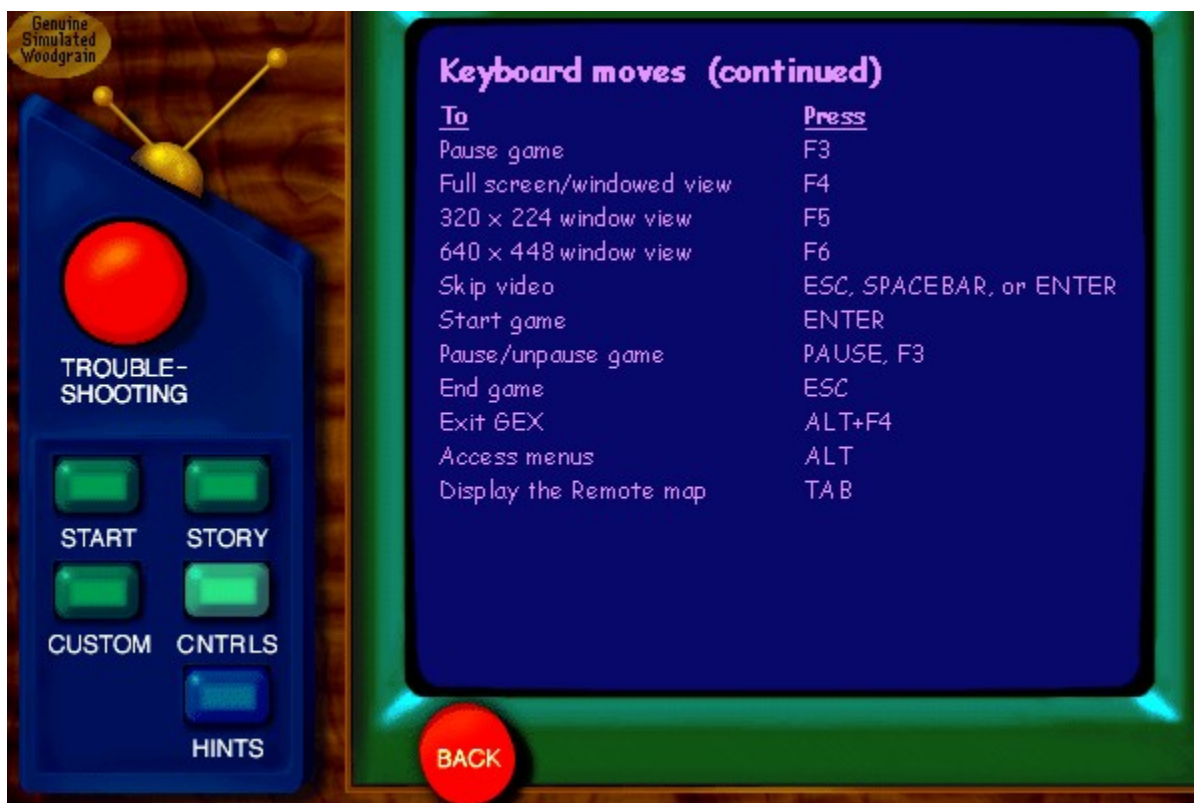 Genuine
Simulated
Woodgrain
TROUBLE-
SHOOTING
START STORY
CUSTOM CNTRLS
HINTS
Keyboard moves (continued)
To Press
Pause game F3
Full screen/windowed view F4
320 x 224 window view F5
640 x 448 window view F6
Skip video ESC, SPACEBAR, or ENTER
Start game ENTER
Pause/unpause game PAUSE, F3
End game ESC
Exit GEX ALT+F4
Access menus ALT
Display the Remote map TAB
BACK